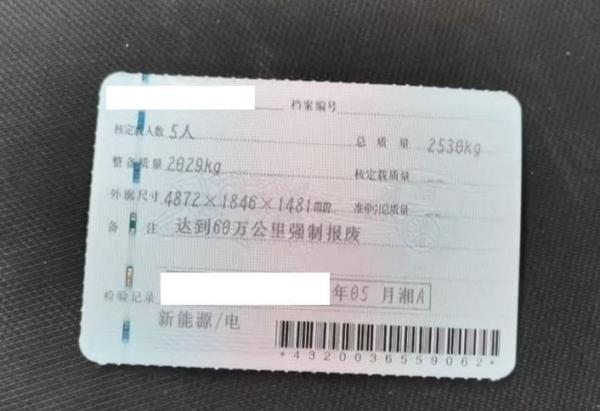 档案编号
核定载人数 5人 总质量 2530kg
整备质量 2029kg 核定载质量 --
外廓尺寸 4872×1846×1481mm 准牵引总质量 --
备注 达到60万公里强制报废
检验记录 年05月湘A
新能源/电
*4320036559062*